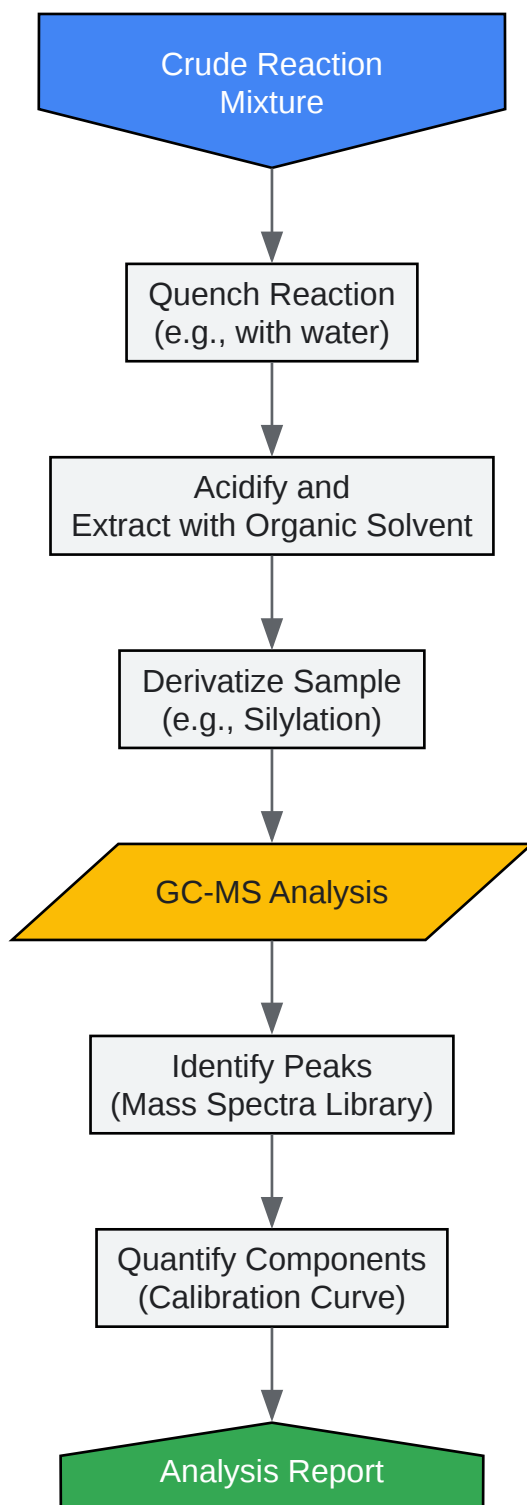 Crude Reaction
Mixture
Quench Reaction
(e.g., with water)
Acidify and
Extract with Organic Solvent
Derivatize Sample
(e.g., Silylation)
GC-MS Analysis
Identify Peaks
(Mass Spectra Library)
Quantify Components
(Calibration Curve)
Analysis Report